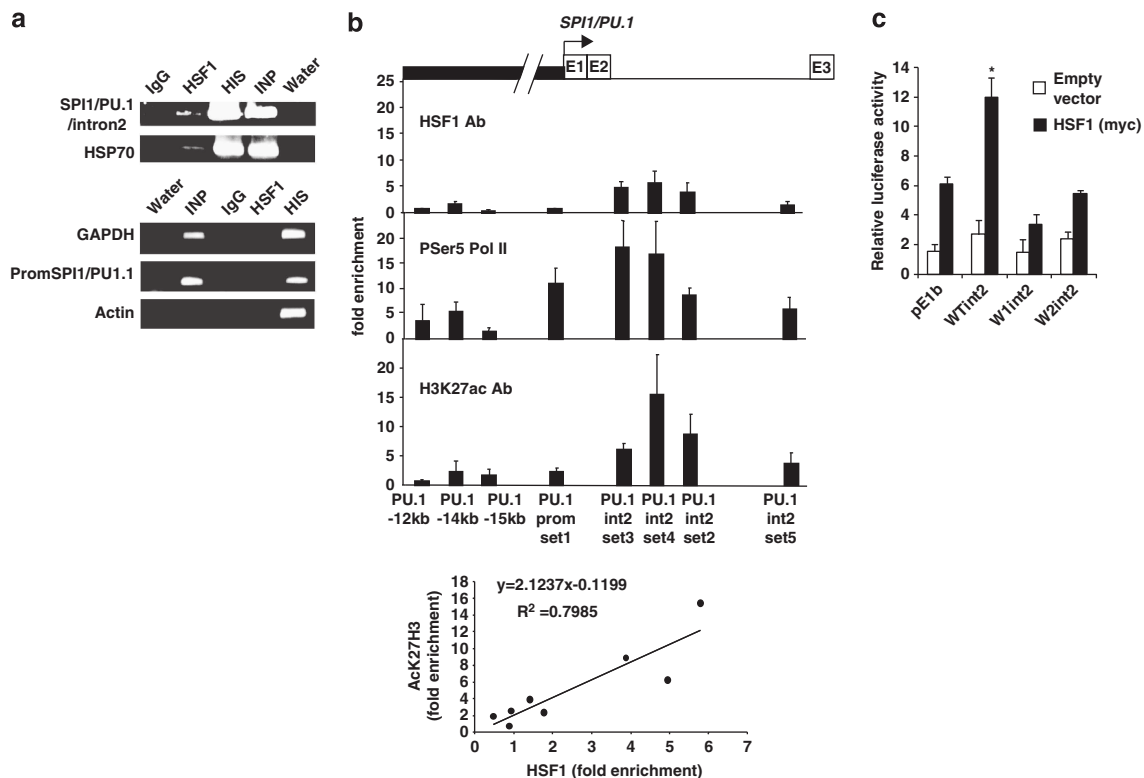 a
IgG HSF1 HIS INP Water
SPI1/PU.1
/intron2
HSP70
Water INP IgG HSF1 HIS
GAPDH
PromSPI1/PU1.1
Actin
b
SPI1/PU.1
E1 E2 E3
fold enrichment
25
20
15
10
5
0
HSF1 Ab
20
15
10
5
0
PSer5 Pol II
20
15
10
5
0
H3K27ac Ab
PU.1 PU.1 PU.1 PU.1 PU.1 PU.1 PU.1 PU.1
-12kb -14kb -15kb prom int2 int2 int2 int2
set1 set3 set4 set2 set5
AcK27H3
(fold enrichment)
18
16
14
12
10
8
6
4
2
0
y=2.1237x-0.1199
R² =0.7985
0 1 2 3 4 5 6 7
HSF1 (fold enrichment)
c
Relative luciferase activity
14
12
10
8
6
4
2
0
*
Empty
vector
HSF1 (myc)
pE1b WTint2 W1int2 W2int2